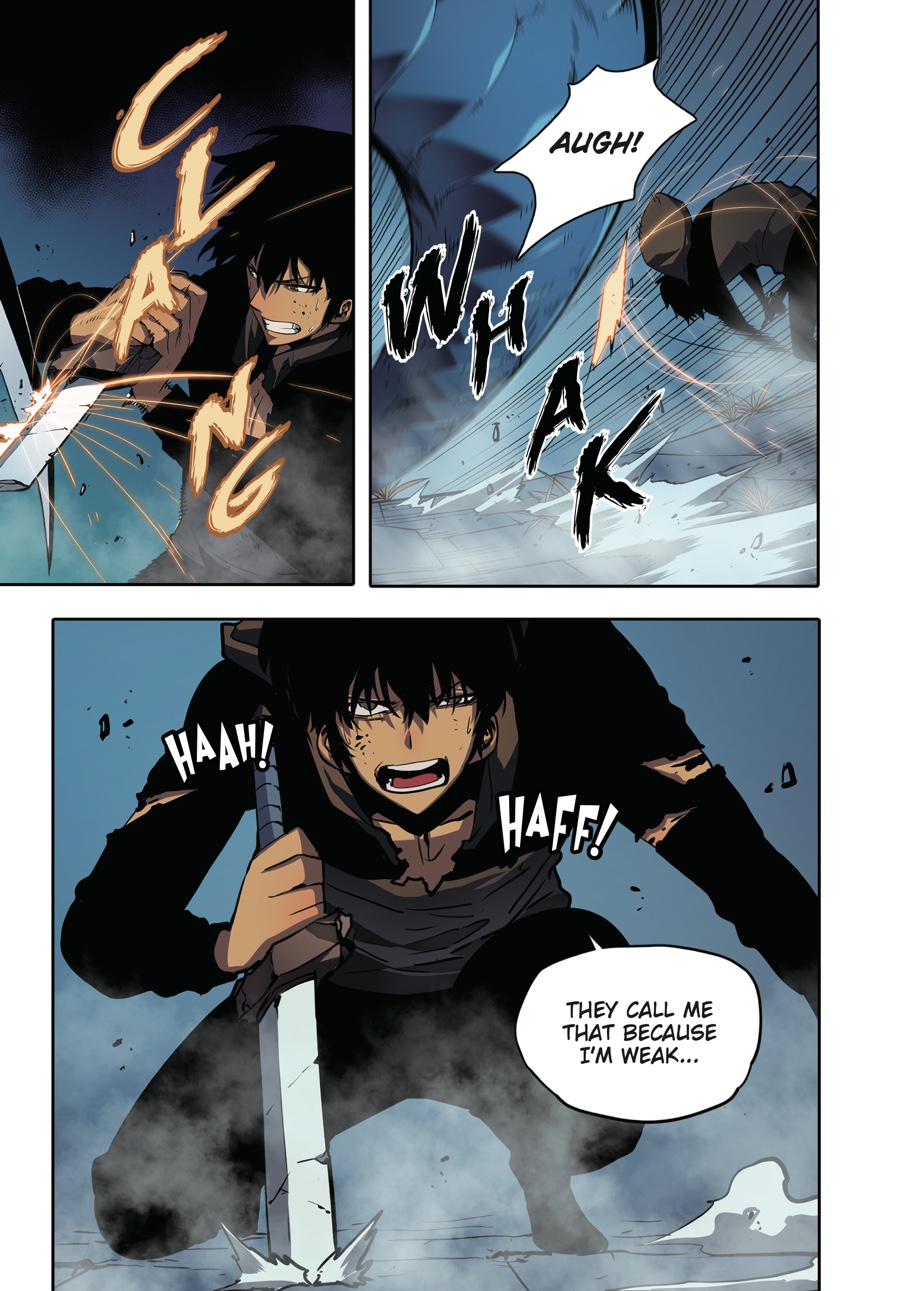 CLANG
AUGH!
WHAK
HAAH!
HAFF!
THEY CALL ME
THAT BECAUSE
I'M WEAK...